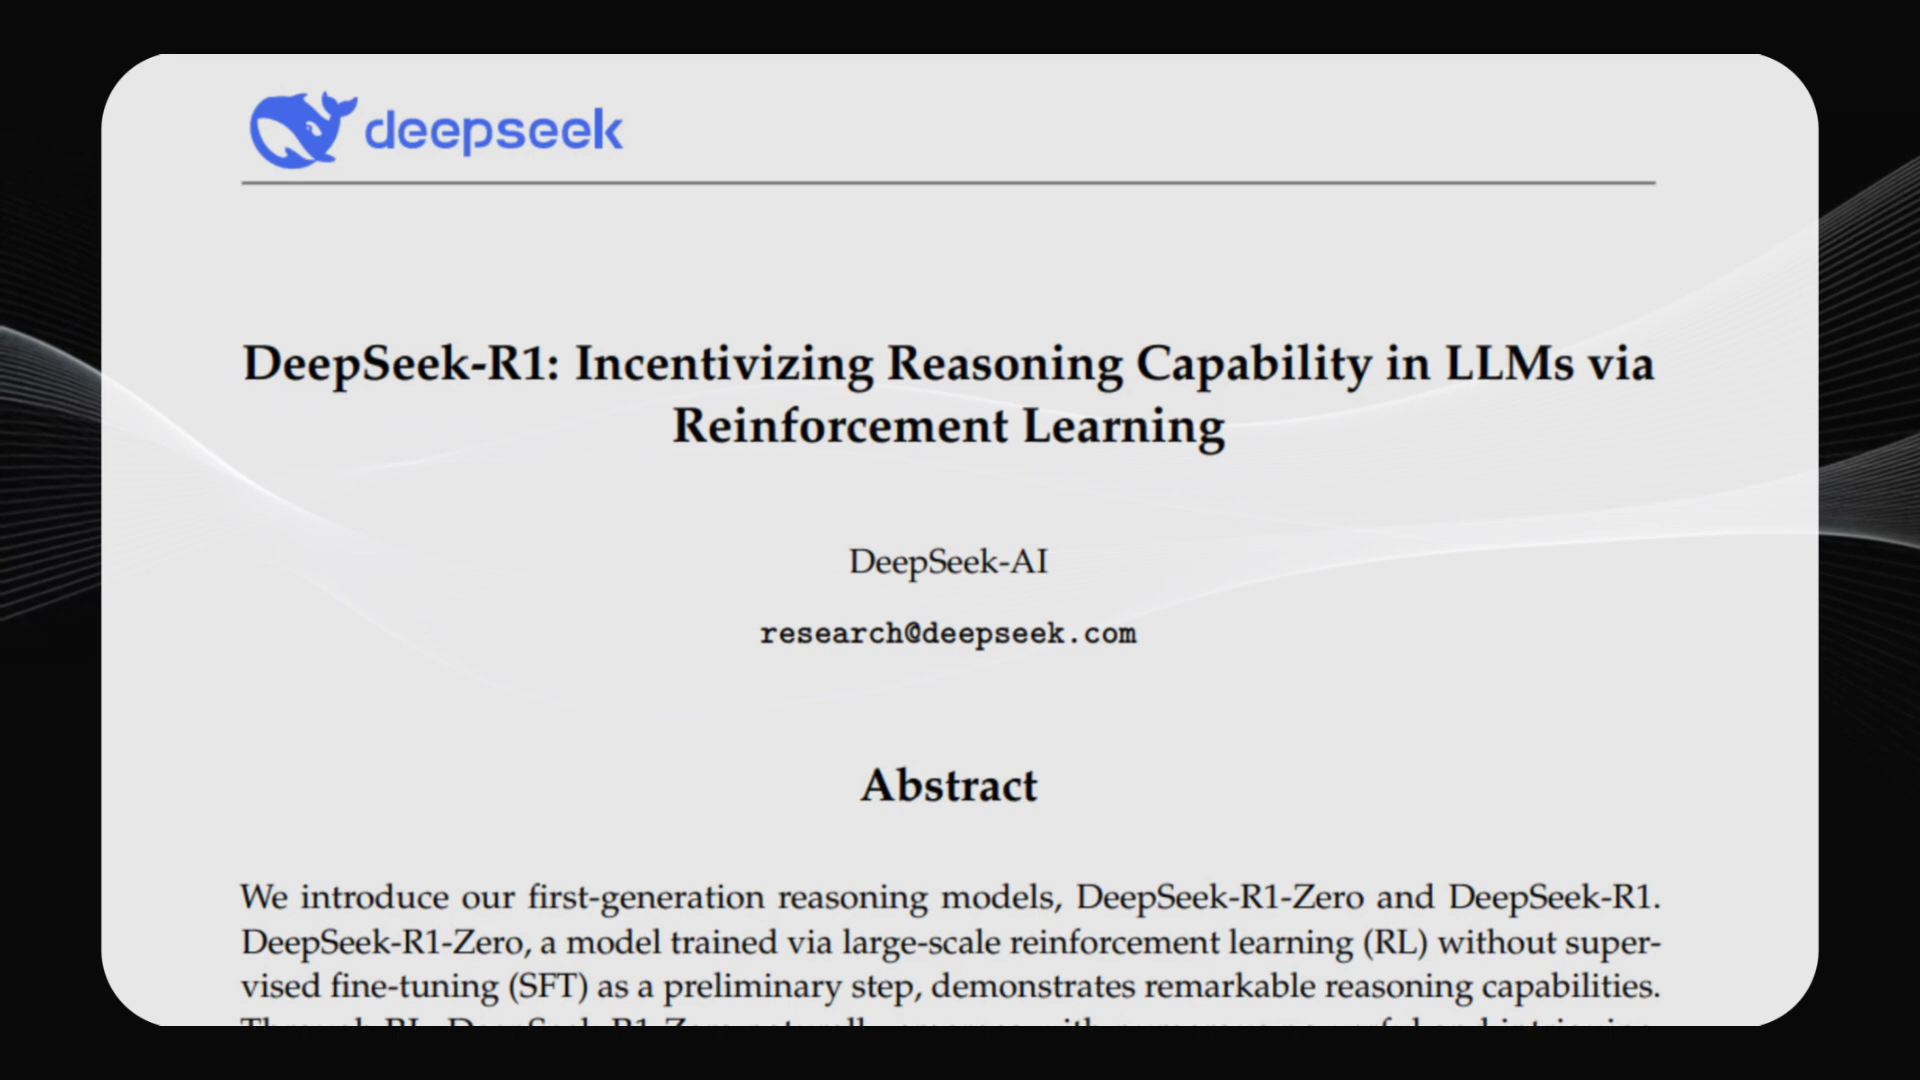 deepseek
DeepSeek-R1: Incentivizing Reasoning Capability in LLMs via
Reinforcement Learning
DeepSeek-AI
research@deepseek.com
Abstract
We introduce our first-generation reasoning models, DeepSeek-R1-Zero and DeepSeek-R1.
DeepSeek-R1-Zero, a model trained via large-scale reinforcement learning (RL) without super-
vised fine-tuning (SFT) as a preliminary step, demonstrates remarkable reasoning capabilities.